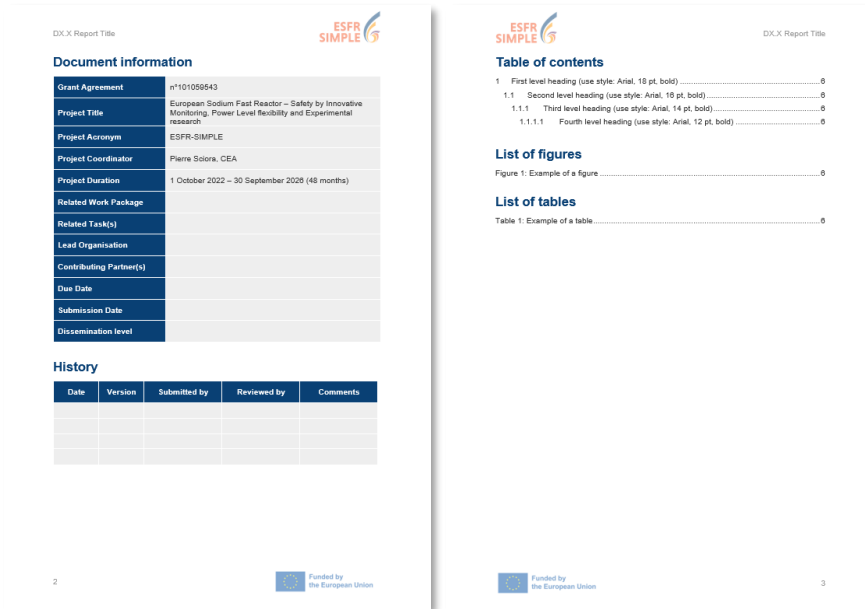 DX.X Report Title
ESFR
SIMPLE
Document information
Grant Agreement n°101059543
Project Title European Sodium Fast Reactor – Safety by Innovative
Monitoring, Power Level flexibility and Experimental
research
Project Acronym ESFR-SIMPLE
Project Coordinator Pierre Sciora, CEA
Project Duration 1 October 2022 – 30 September 2026 (48 months)
Related Work Package
Related Task(s)
Lead Organisation
Contributing Partner(s)
Due Date
Submission Date
Dissemination level
History
Date Version Submitted by Reviewed by Comments
2
Funded by
the European Union
ESFR
SIMPLE
DX.X Report Title
Table of contents
1 First level heading (use style: Arial, 18 pt, bold) ........ 6
1.1 Second level heading (use style: Arial, 16 pt, bold) ........ 6
1.1.1 Third level heading (use style: Arial, 14 pt, bold) ........ 6
1.1.1.1 Fourth level heading (use style: Arial, 12 pt, bold) ........ 6
List of figures
Figure 1: Example of a figure ........ 6
List of tables
Table 1: Example of a table ........ 6
Funded by
the European Union
3